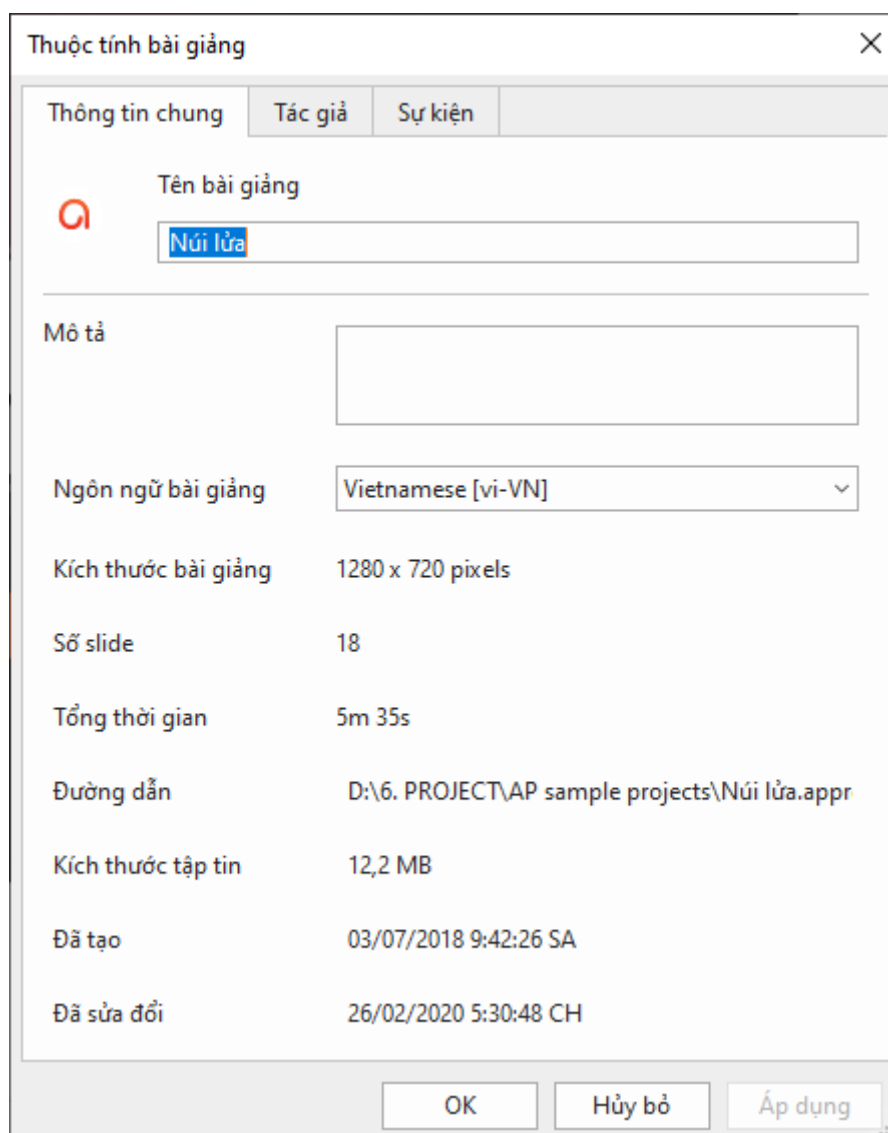 Thuộc tính bài giảng
Thông tin chung Tác giả Sự kiện
Tên bài giảng
Núi lửa
Mô tả
Ngôn ngữ bài giảng Vietnamese [vi-VN]
Kích thước bài giảng 1280 x 720 pixels
Số slide 18
Tổng thời gian 5m 35s
Đường dẫn D:\6. PROJECT\AP sample projects\Núi lửa.appr
Kích thước tập tin 12,2 MB
Đã tạo 03/07/2018 9:42:26 SA
Đã sửa đổi 26/02/2020 5:30:48 CH
OK Hủy bỏ Áp dụng